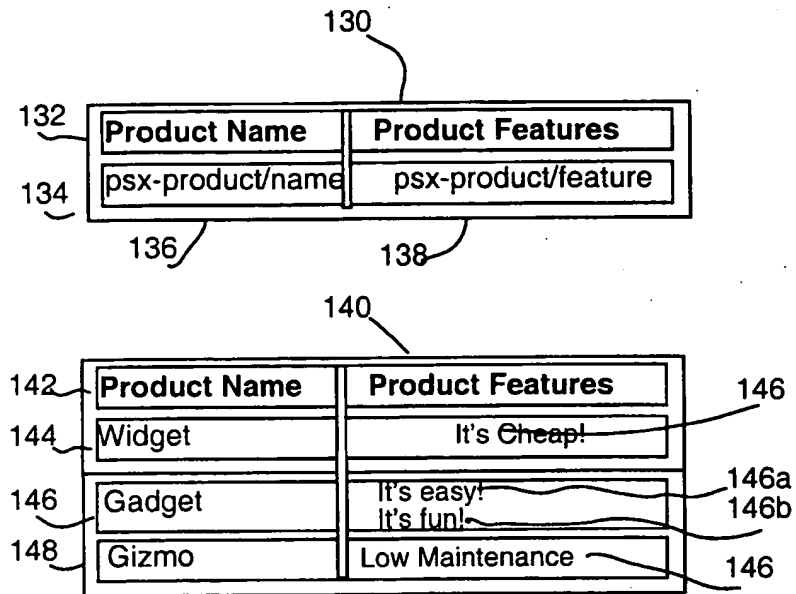 130
132
Product Name Product Features
psx-product/name psx-product/feature
134
136 138
140
142 Product Name Product Features 146
144 Widget It's Cheap!
146 Gadget It's easy! 146a
It's fun! 146b
148 Gizmo Low Maintenance 146